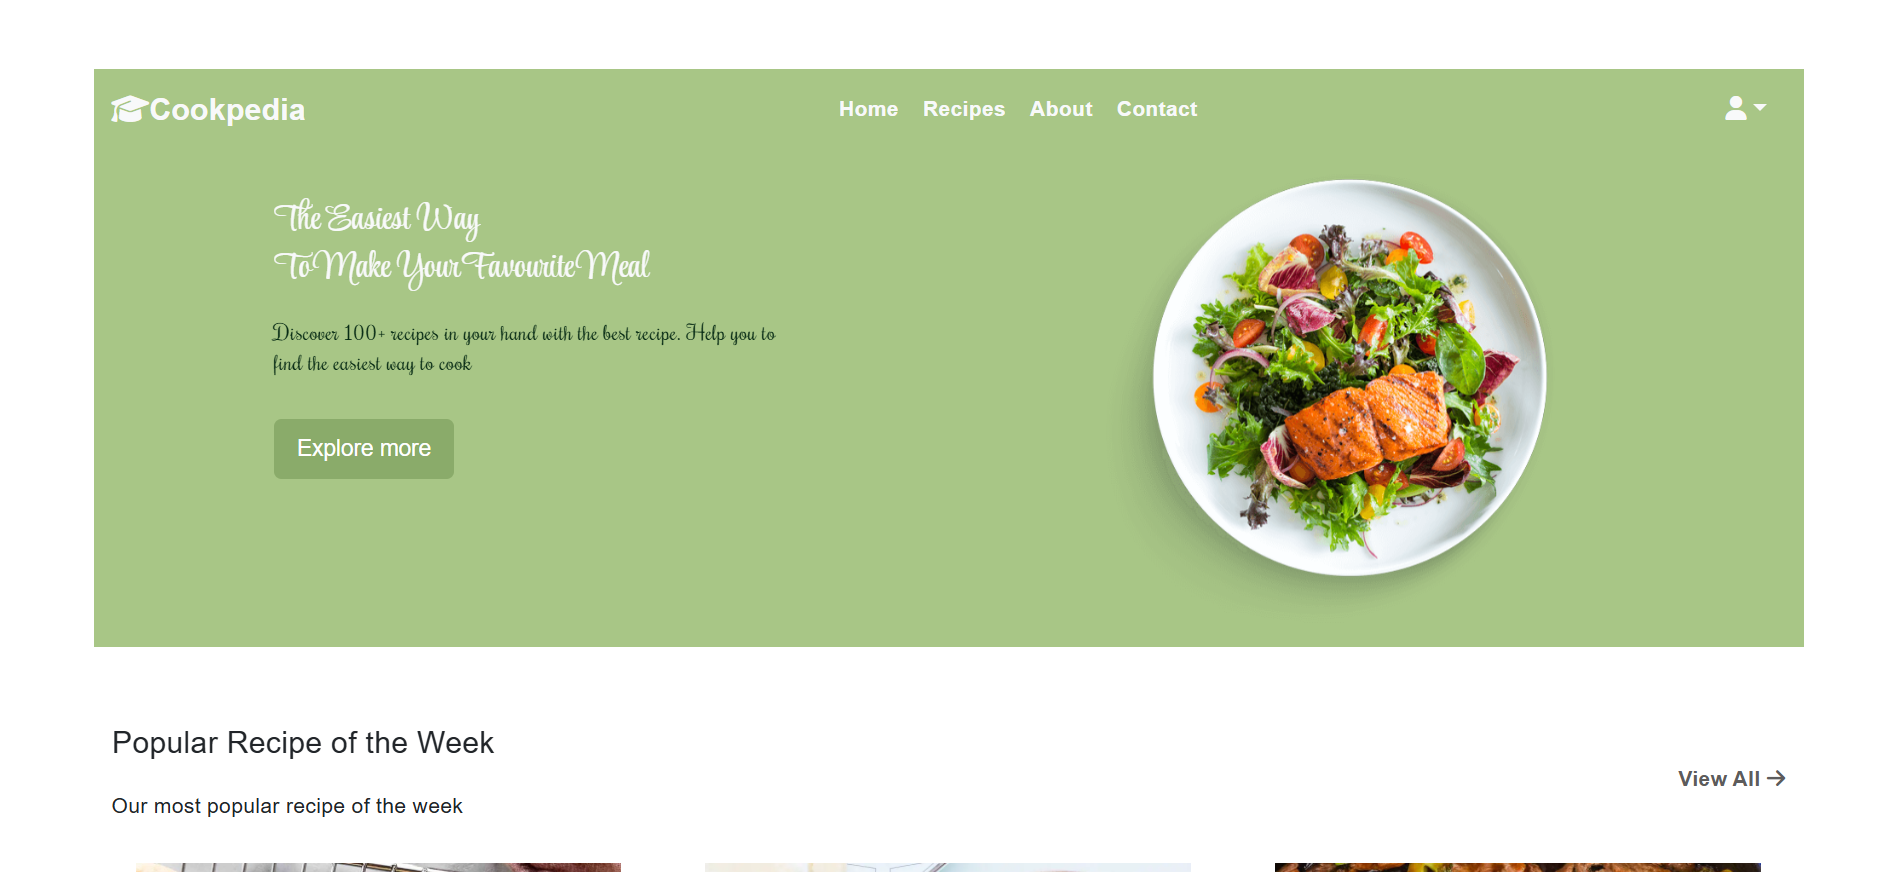 Cookpedia
Home Recipes About Contact
The Easiest Way
To Make Your Favourite Meal
Discover 100+ recipes in your hand with the best recipe. Help you to
find the easiest way to cook
Explore more
Popular Recipe of the Week
View All
Our most popular recipe of the week